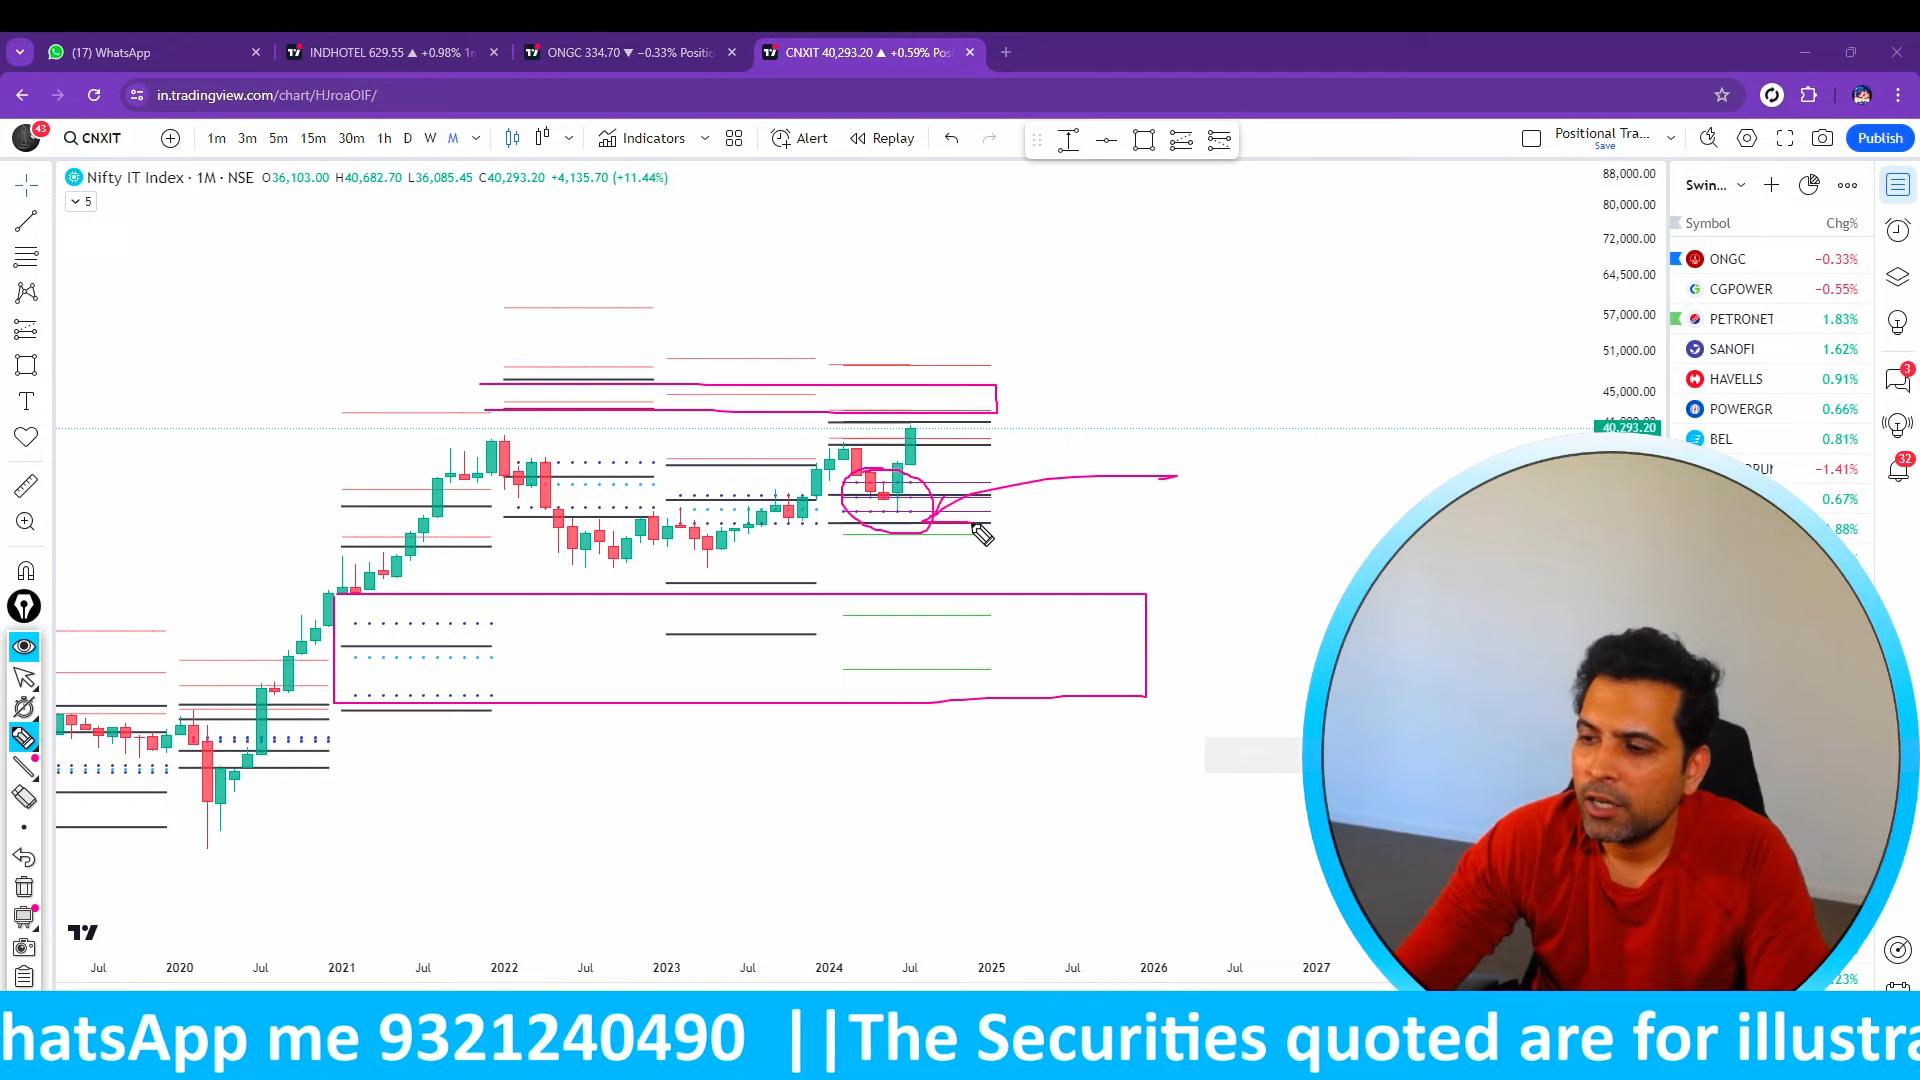 (17) WhatsApp
INDHOTEL 629.55 ▲ +0.98% 1m
ONGC 334.70 ▼ −0.33% Positio
CNXIT 40,293.20 ▲ +0.59% Pos
in.tradingview.com/chart/HJroaOIF/
43
CNXIT
1m 3m 5m 15m 30m 1h D W M
Indicators
Alert
Replay
Positional Tra...
Save
Publish
Nifty IT Index · 1M · NSE O36,103.00 H40,682.70 L36,085.45 C40,293.20 +4,135.70 (+11.44%)
5
88,000.00
80,000.00
72,000.00
64,500.00
57,000.00
51,000.00
45,000.00
40,293.20
Swin...
Symbol Chg%
ONGC −0.33%
CGPOWER −0.55%
PETRONET 1.83%
SANOFI 1.62%
HAVELLS 0.91%
POWERGR 0.66%
BEL 0.81%
−1.41%
0.67%
3
32
Jul 2020 Jul 2021 Jul 2022 Jul 2023 Jul 2024 Jul 2025 Jul 2026 Jul 2027
hatsApp me 9321240490 ||The Securities quoted are for illustra